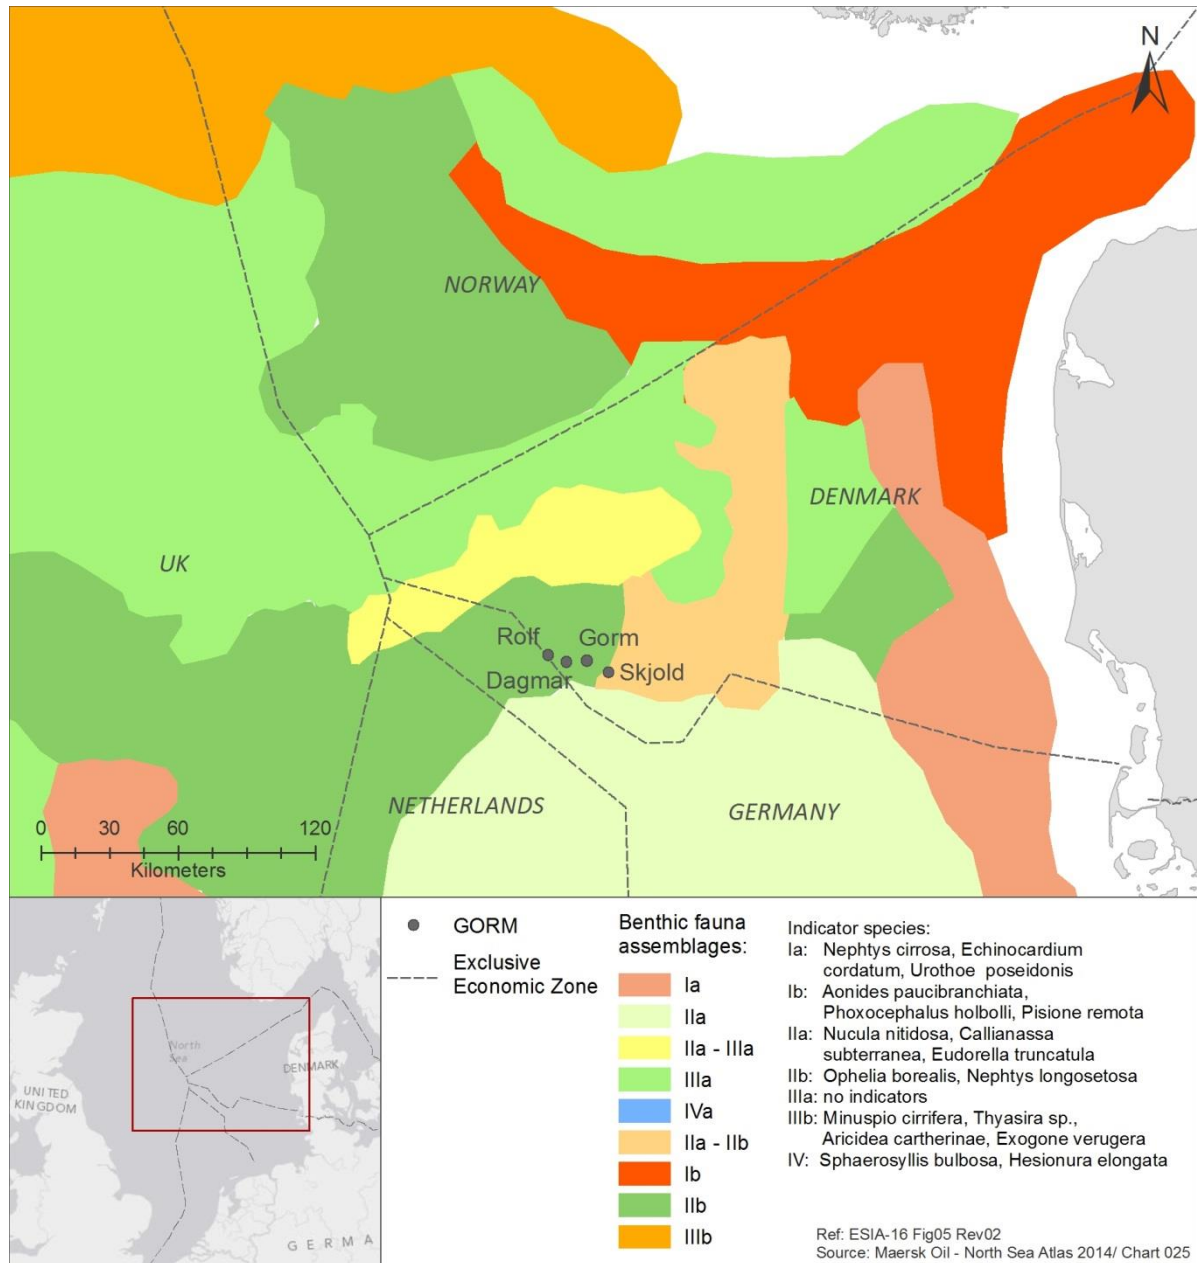 N
NORWAY
DENMARK
UK
Rolf
Gorm
Dagmar
Skjold
NETHERLANDS
GERMANY
0 30 60 120
Kilometers
North
Sea
DENMARK
UNITED
KINGDOM
G E R M A
GORM
Exclusive
Economic Zone
Benthic fauna
assemblages:
Ia
IIa
IIa - IIIa
IIIa
IVa
IIa - IIb
Ib
IIb
IIIb
Indicator species:
Ia: Nephtys cirrosa, Echinocardium
cordatum, Urothoe poseidonis
Ib: Aonides paucibranchiata,
Phoxocephalus holbolli, Pisione remota
IIa: Nucula nitidosa, Callianassa
subterranea, Eudorella truncatula
IIb: Ophelia borealis, Nephtys longosetosa
IIIa: no indicators
IIIb: Minuspio cirrifera, Thyasira sp.,
Aricidea cartherinae, Exogone verugera
IV: Sphaerosyllis bulbosa, Hesionura elongata
Ref: ESIA-16 Fig05 Rev02
Source: Maersk Oil - North Sea Atlas 2014/ Chart 025